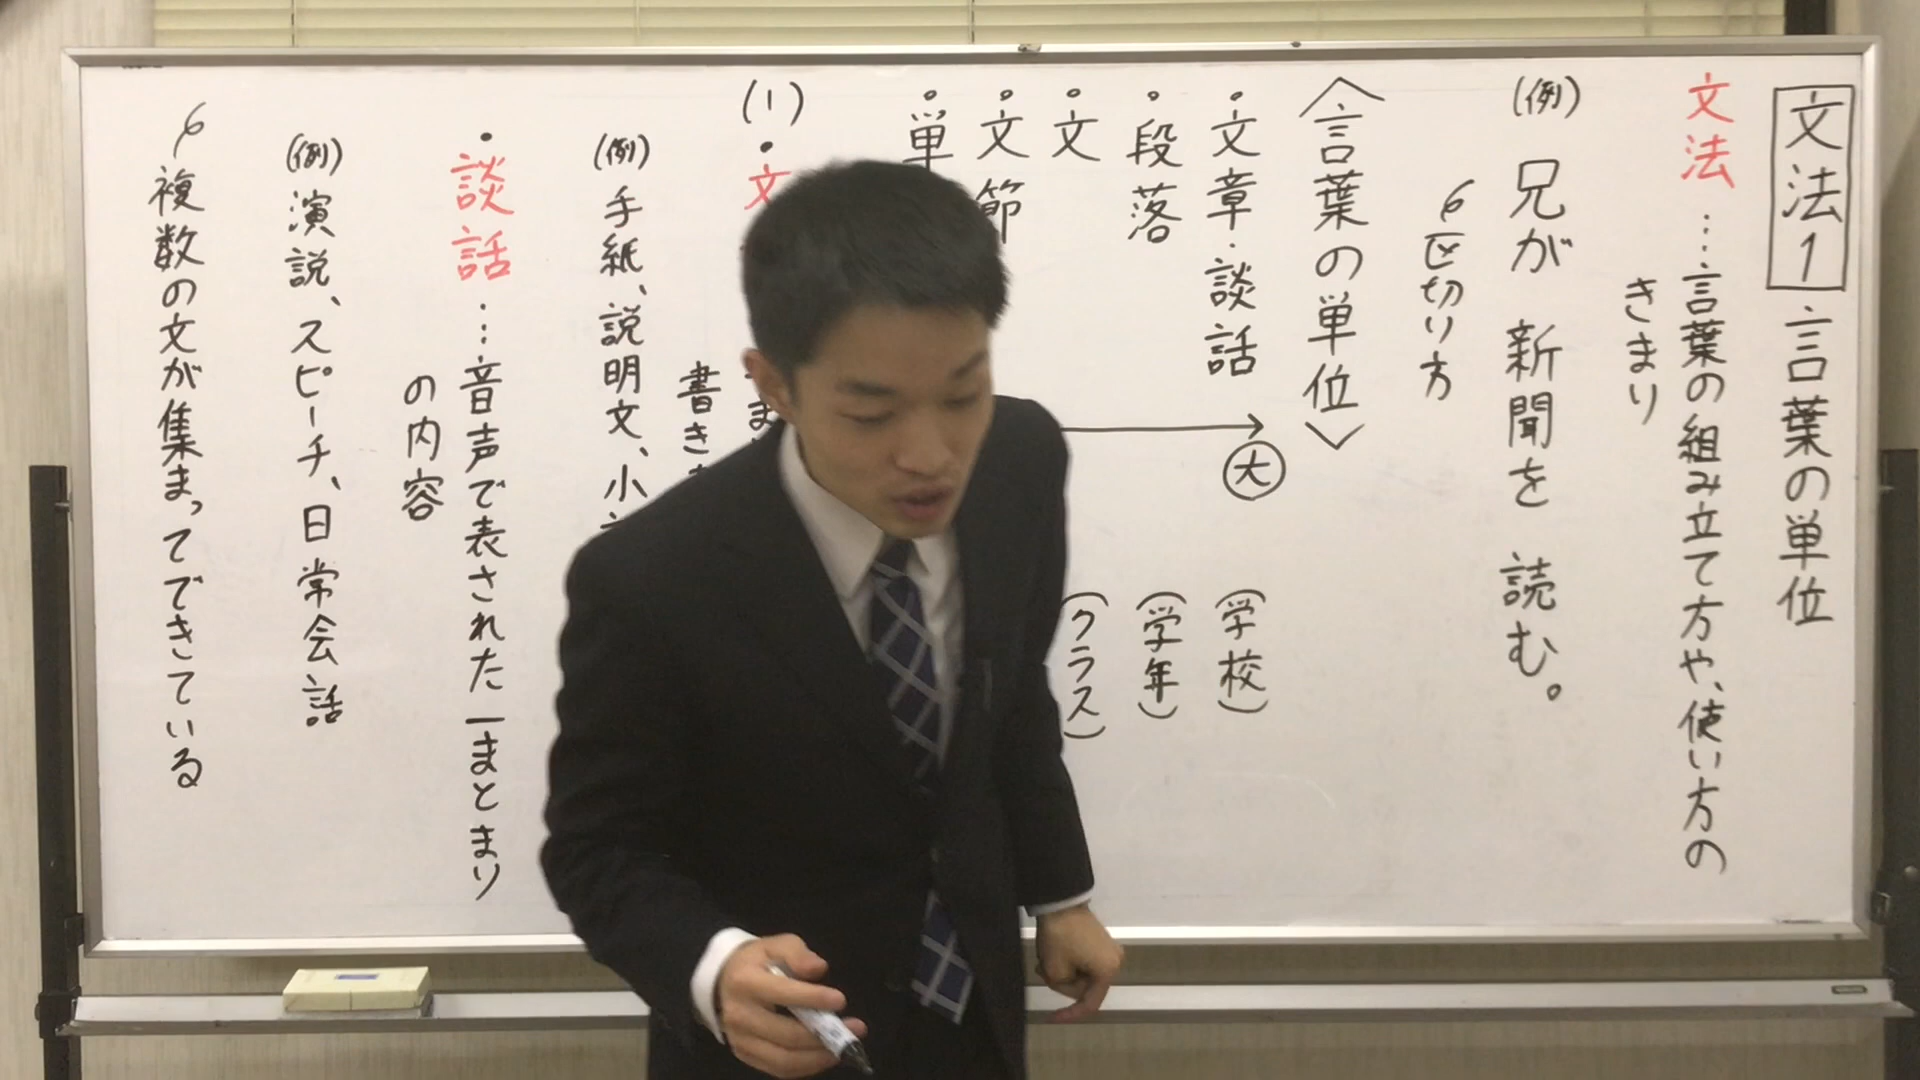 文法1 言葉の単位
文法…言葉の組み立て方や、使い方の
きまり
(例) 兄が 新聞を 読む。
区切り方
〈言葉の単位〉
・文章・談話 大 (学校)
・段落 (学年)
・文 (クラス)
・文節
・単
(1)・文
書き
(例)手紙、説明文、小
・談話…音声で表された一まとまり
の内容
(例)演説、スピーチ、日常会話
複数の文が集まってできている